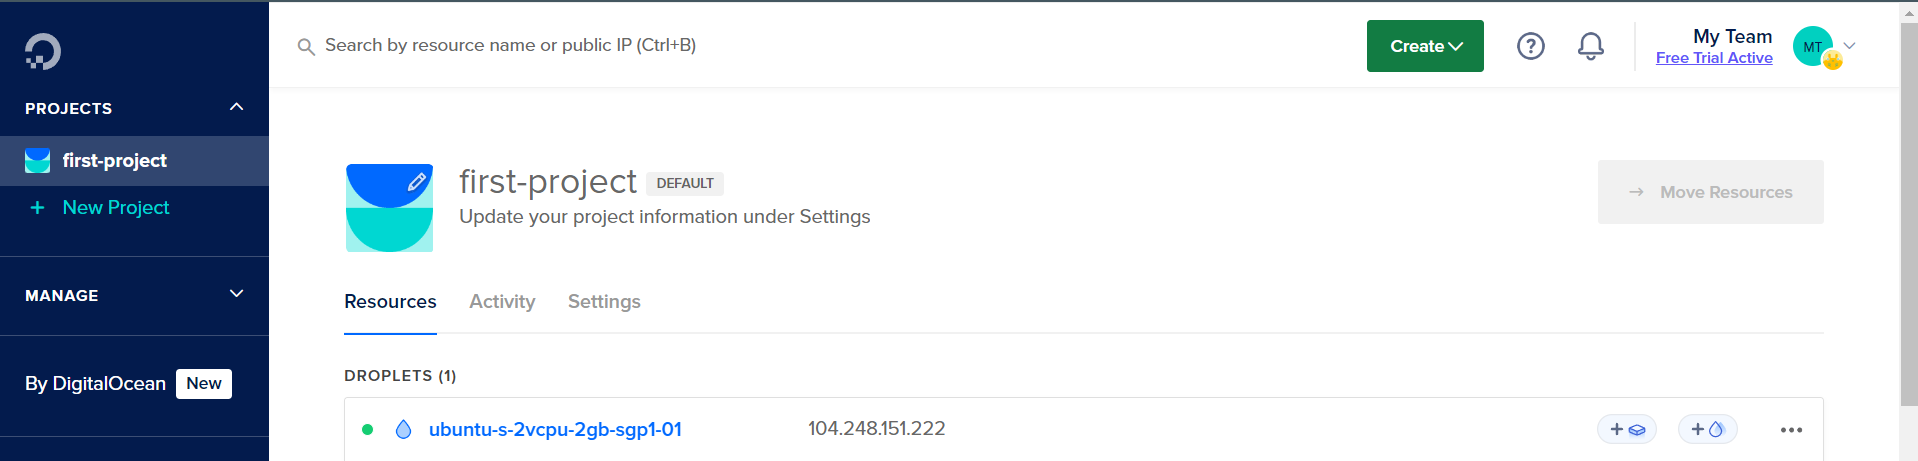 Search by resource name or public IP (Ctrl+B)
Create
My Team
Free Trial Active
MT
PROJECTS
first-project
New Project
MANAGE
By DigitalOcean New
first-project DEFAULT
Update your project information under Settings
Move Resources
Resources Activity Settings
DROPLETS (1)
ubuntu-s-2vcpu-2gb-sgp1-01 104.248.151.222